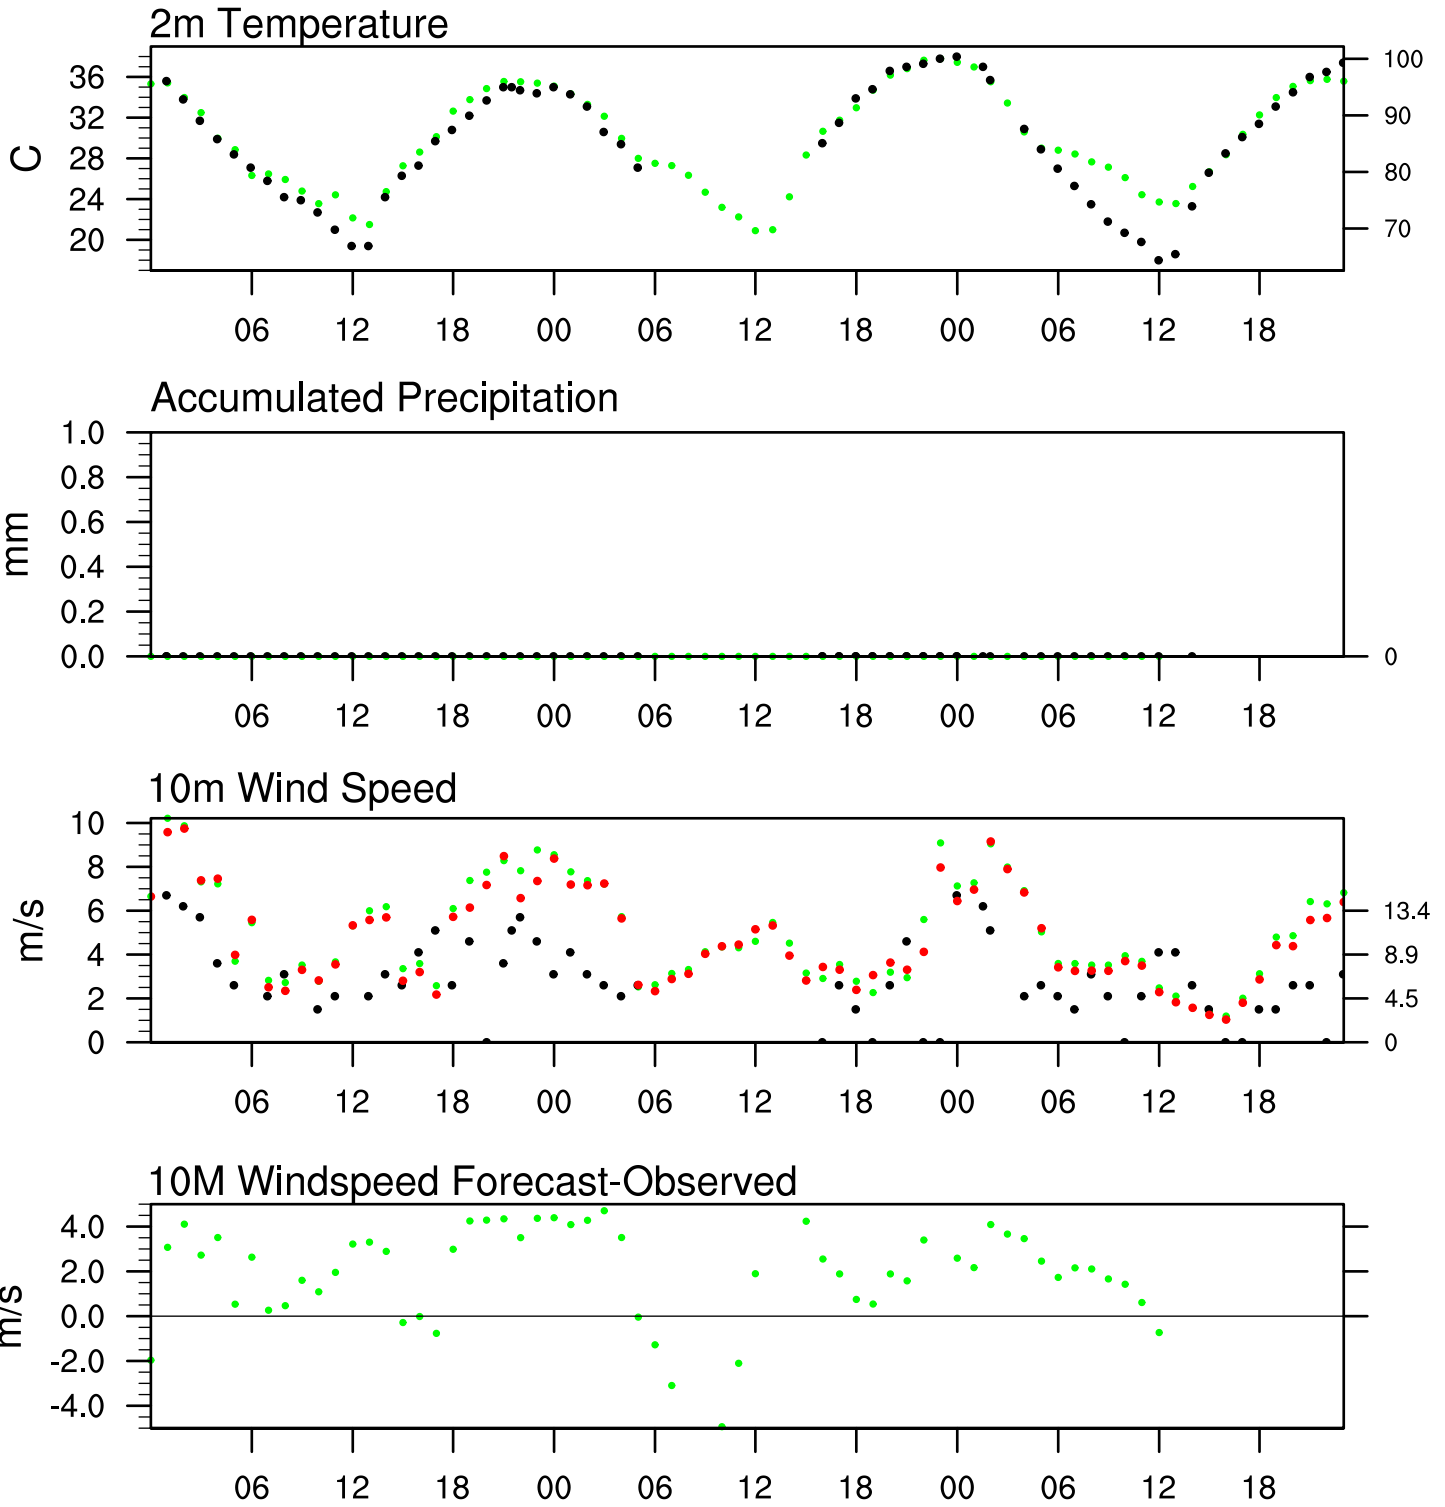 2m Temperature
C
36 100
32 90
28 80
24
20 70
06 12 18 00 06 12 18 00 06 12 18
Accumulated Precipitation
mm
1.0
0.8
0.6
0.4
0.2
0.0 0
06 12 18 00 06 12 18 00 06 12 18
10m Wind Speed
m/s
10
8
6 13.4
4 8.9
2 4.5
0 0
06 12 18 00 06 12 18 00 06 12 18
10M Windspeed Forecast-Observed
m/s
4.0
2.0
0.0
-2.0
-4.0
06 12 18 00 06 12 18 00 06 12 18